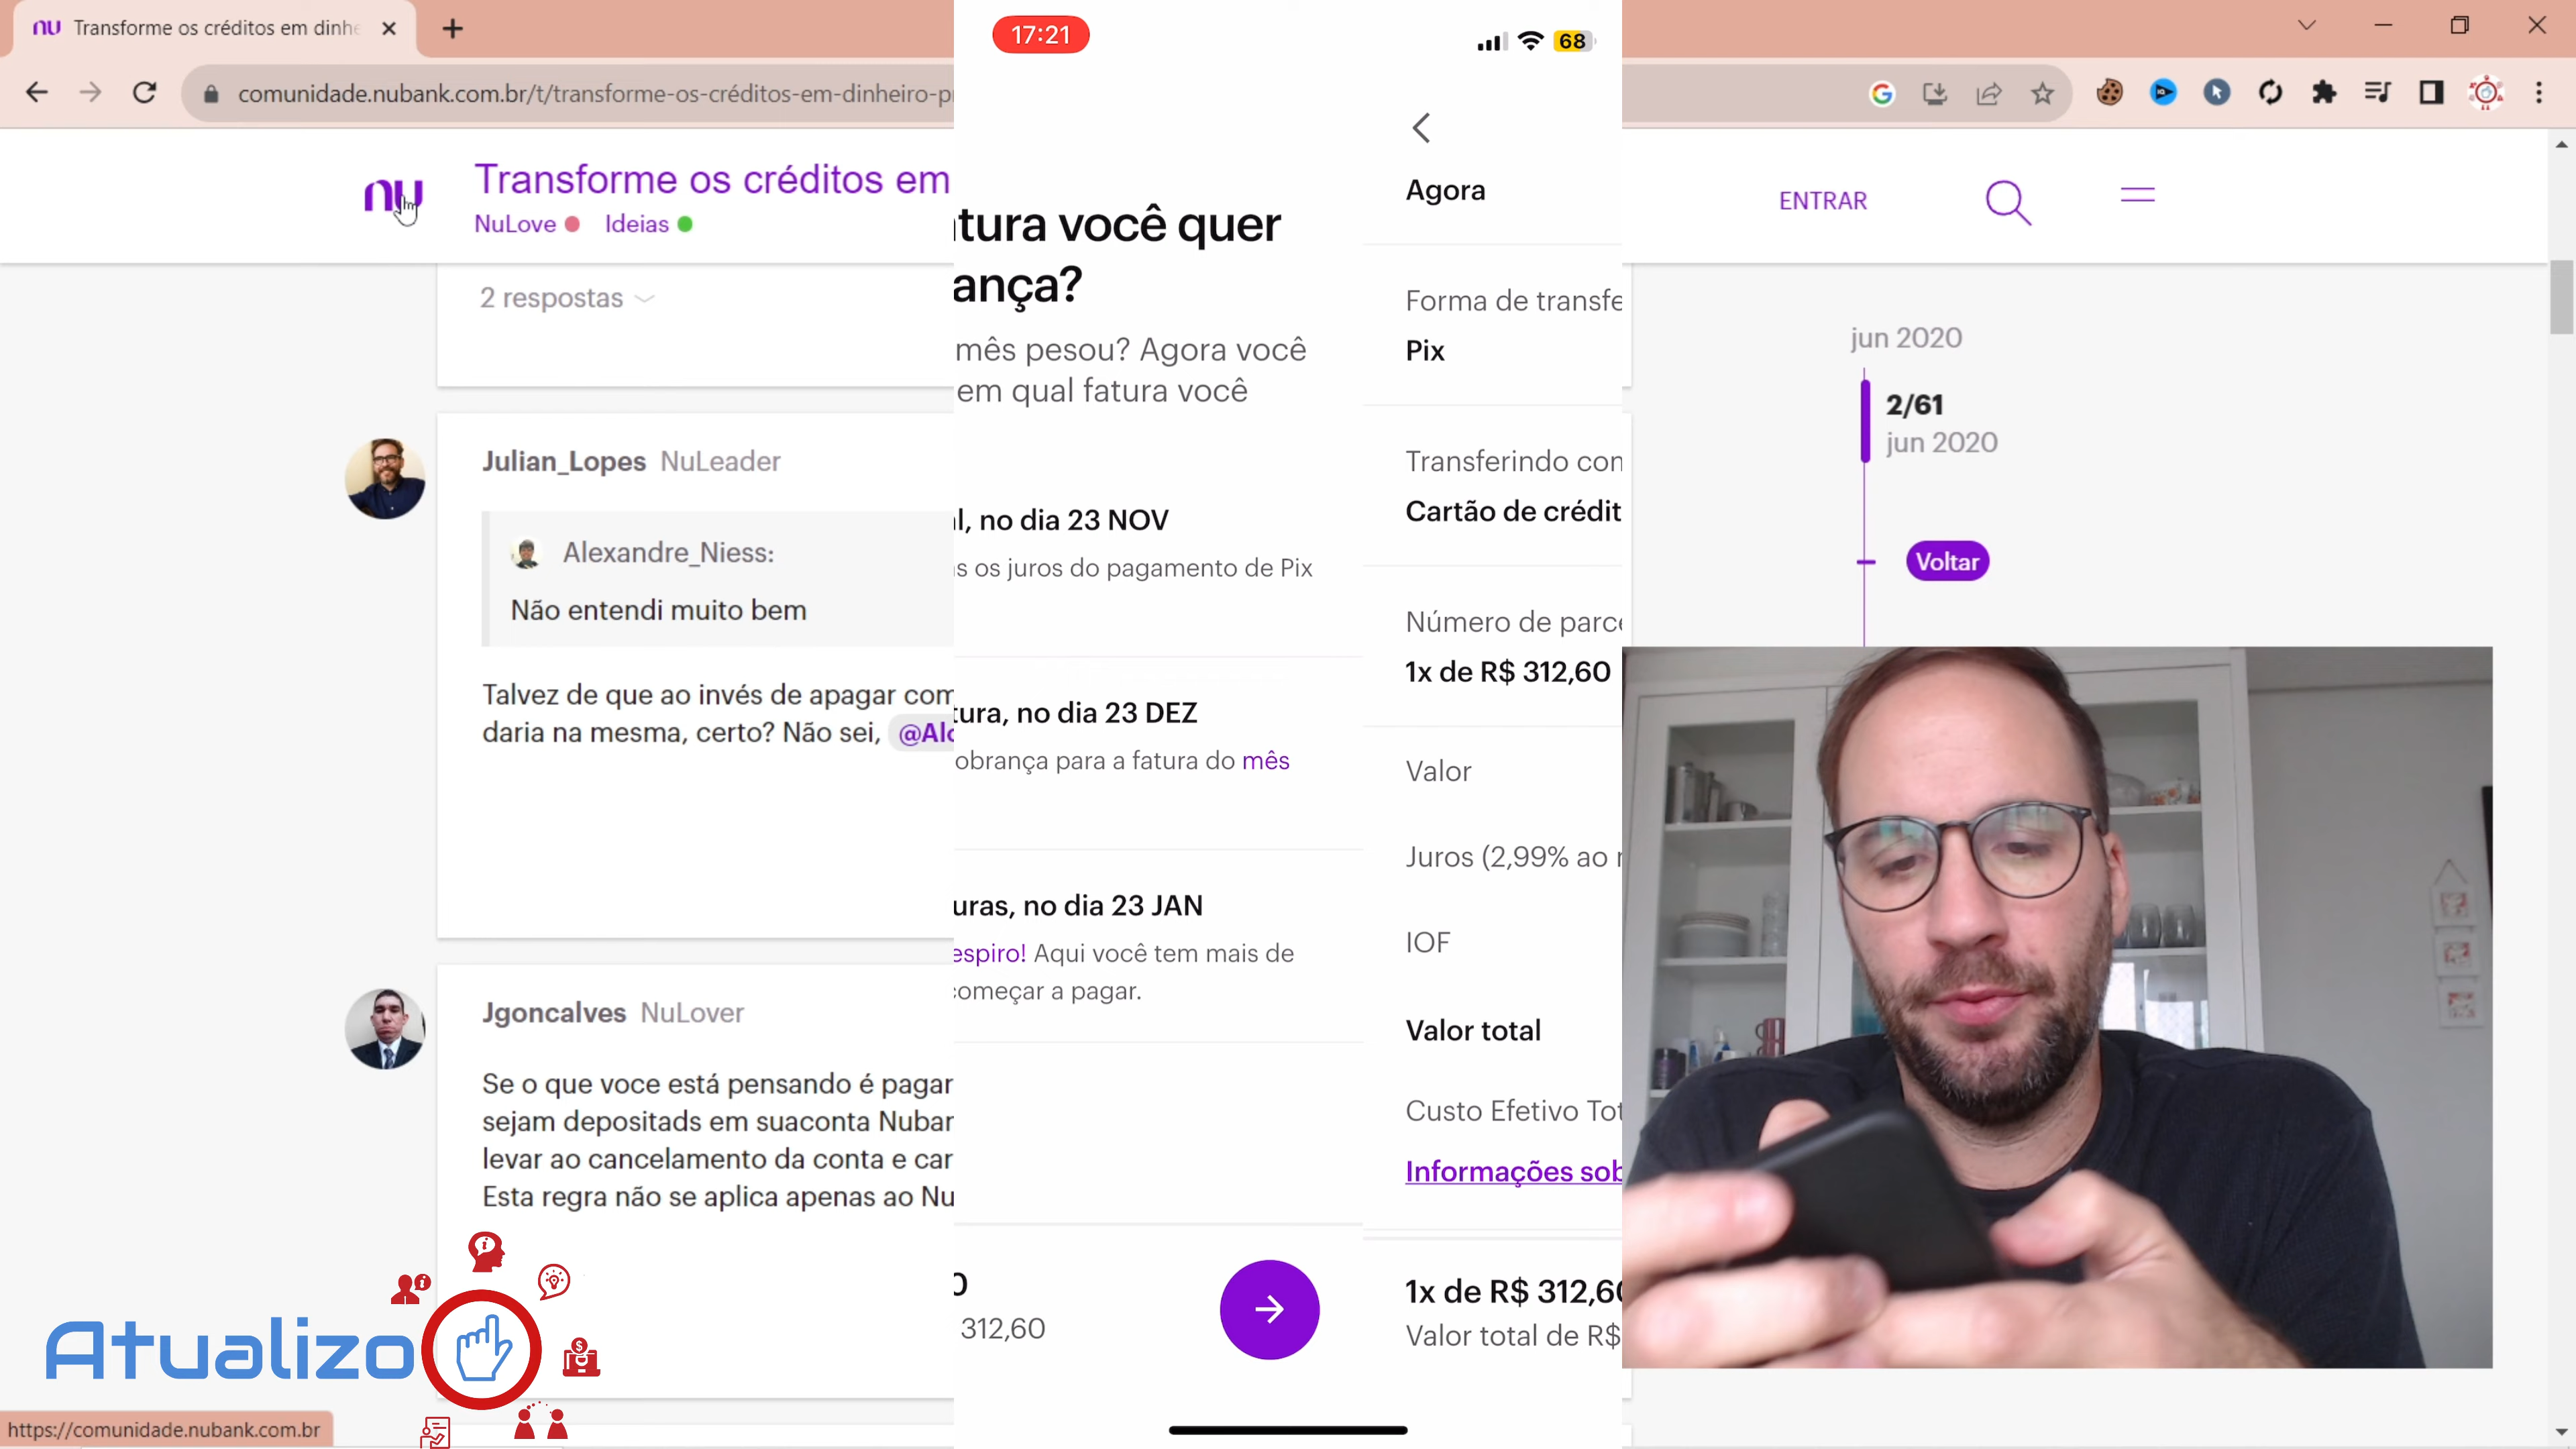 nu Transforme os créditos em dinhe
comunidade.nubank.com.br/t/transforme-os-créditos-em-dinheiro-p
nu
Transforme os créditos em
NuLove Ideias
ENTRAR
2 respostas
Julian_Lopes NuLeader
Alexandre_Niess:
Não entendi muito bem
Talvez de que ao invés de apagar com
daria na mesma, certo? Não sei, @Alc
Jgoncalves NuLover
Se o que voce está pensando é pagar
sejam depositads em suaconta Nubar
levar ao cancelamento da conta e car
Esta regra não se aplica apenas ao Nu
Atualizo
https://comunidade.nubank.com.br
17:21
68
tura você quer
ança?
mês pesou? Agora você
em qual fatura você
l, no dia 23 NOV
s os juros do pagamento de Pix
tura, no dia 23 DEZ
obrança para a fatura do mês
uras, no dia 23 JAN
espiro! Aqui você tem mais de
começar a pagar.
0
312,60
Agora
Forma de transfe
Pix
Transferindo con
Cartão de crédit
Número de parce
1x de R$ 312,60
Valor
Juros (2,99% ao
IOF
Valor total
Custo Efetivo Tot
Informações sob
1x de R$ 312,60
Valor total de R$
jun 2020
2/61
jun 2020
Voltar